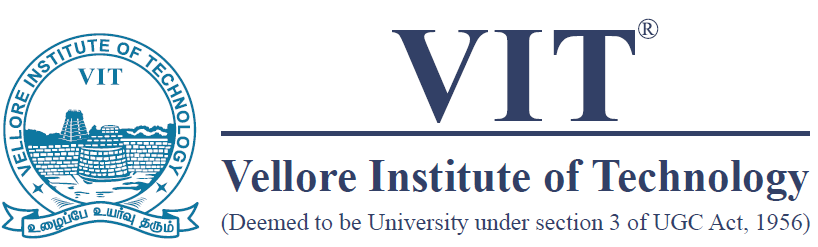 VELLORE INSTITUTE OF TECHNOLOGY
VIT
உழைப்பே உயர்வு தரும்
VIT®
Vellore Institute of Technology
(Deemed to be University under section 3 of UGC Act, 1956)